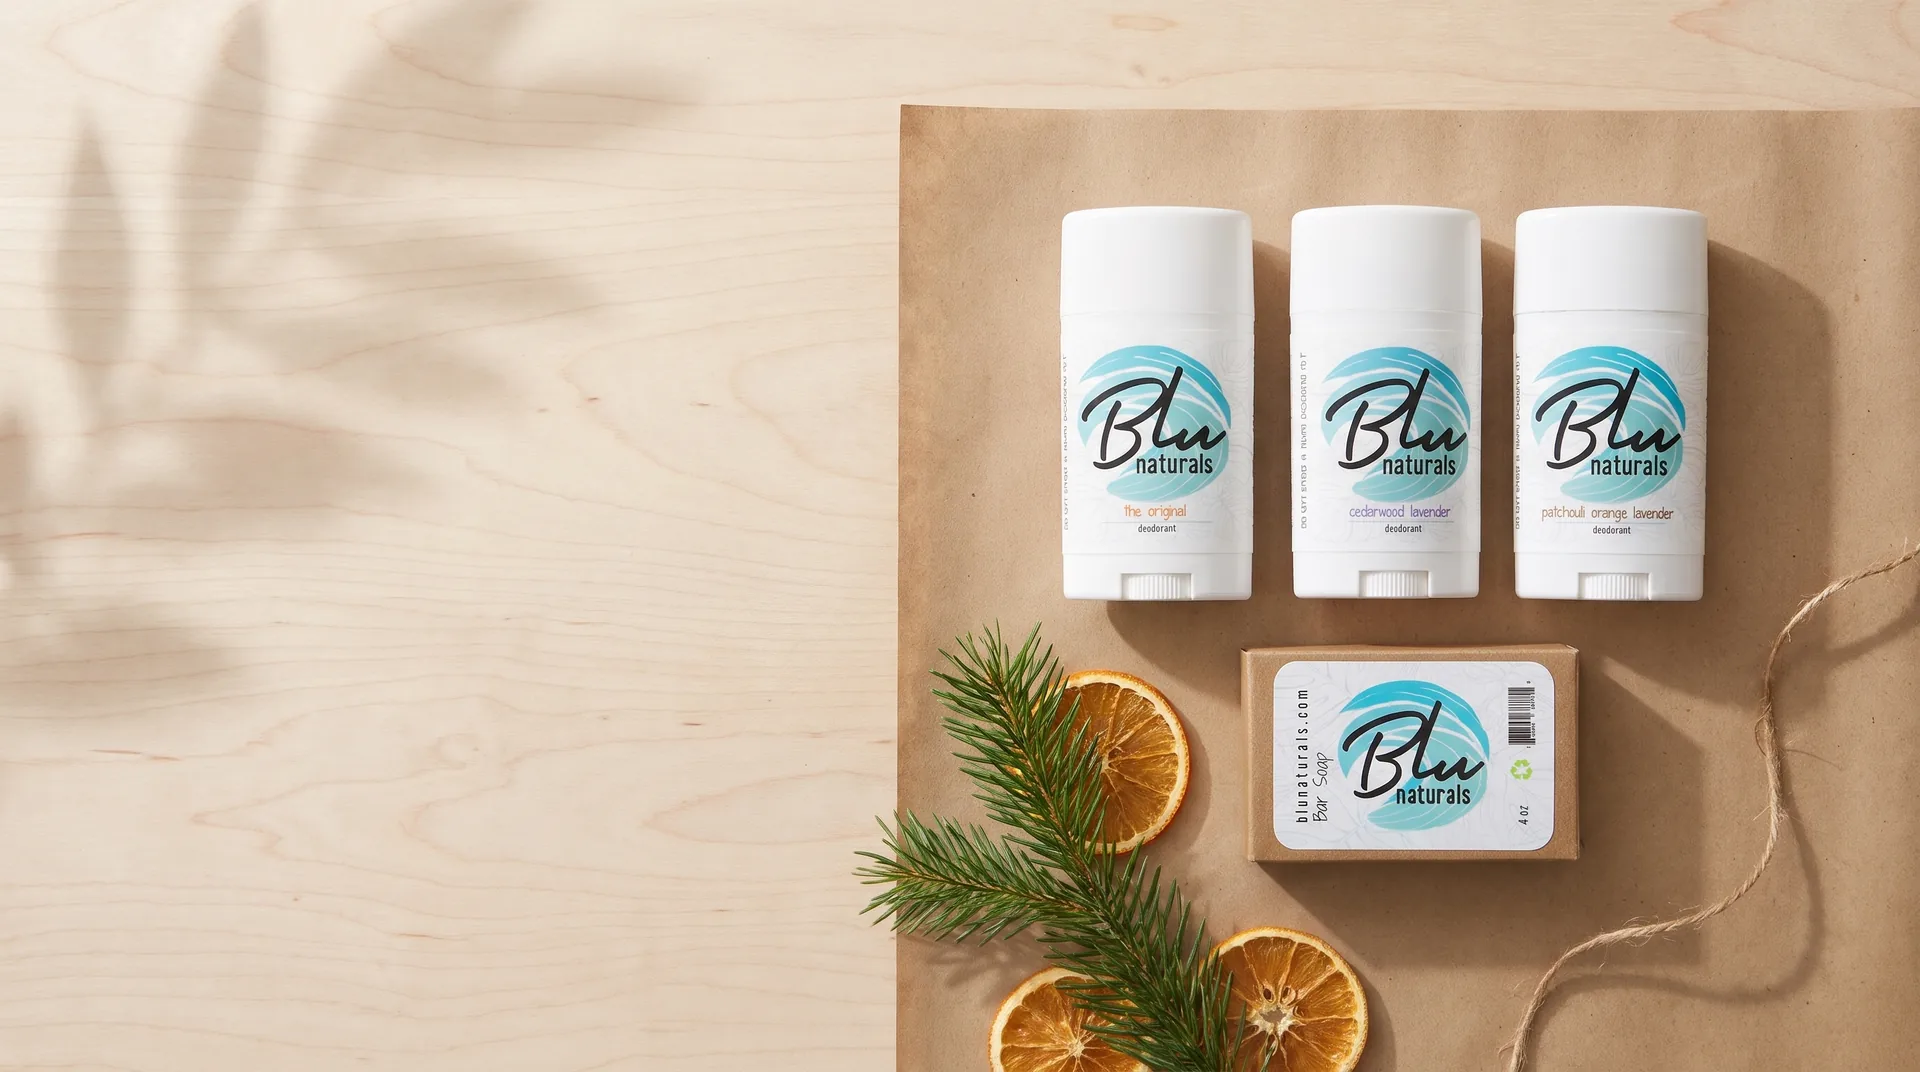 Blu
naturals
the original
deodorant
Blu
naturals
cedarwood lavender
deodorant
Blu
naturals
patchouli orange lavender
deodorant
blunaturals.com
Bar Soap
Blu
naturals
4 oz